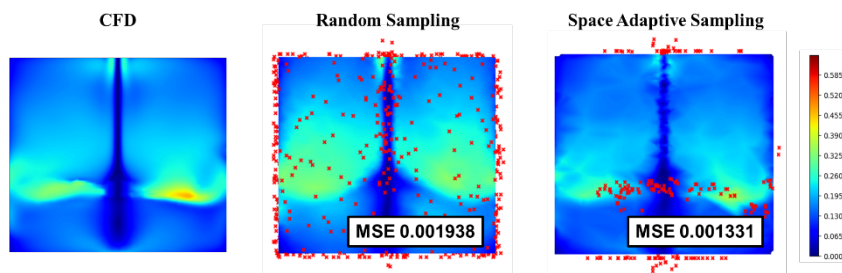 CFD
Random Sampling
Space Adaptive Sampling
MSE 0.001938
MSE 0.001331
0.585
0.520
0.455
0.390
0.325
0.260
0.195
0.130
0.065
0.000